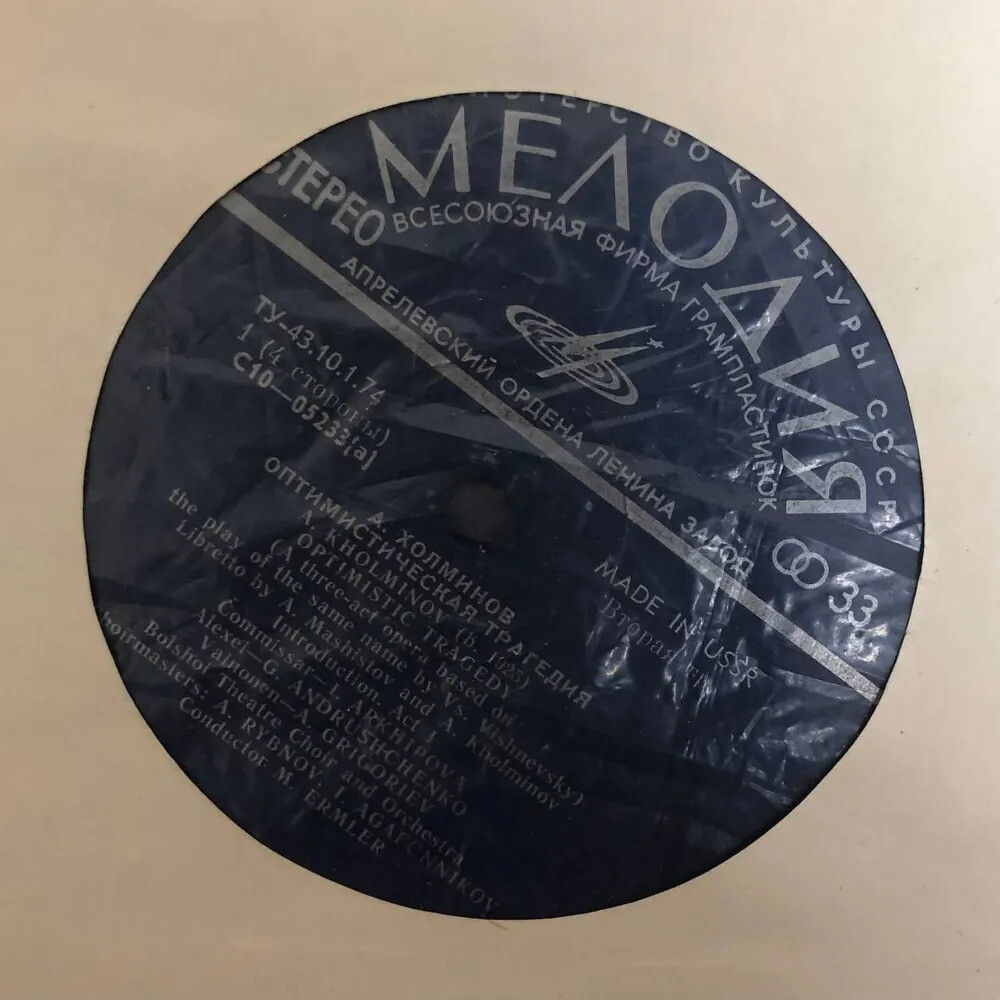 МИНИСТЕРСТВО КУЛЬТУРЫ СССР
МЕЛОДИЯ
СТЕРЕО
ВСЕСОЮЗНАЯ ФИРМА ГРАМПЛАСТИНОК
АПРЕЛЕВСКИЙ ОРДЕНА ЛЕНИНА ЗАВОД
33
ТУ—43.10.1.74
1 (4 стороны)
С10—05233(а)
MADE IN USSR
Вторая
А. ХОЛМИНОВ
ОПТИМИСТИЧЕСКАЯ ТРАГЕДИЯ
A. KHOLMINOV (b. 1925)
OPTIMISTIC TRAGEDY
(A three-act opera based on
the play of the same name by Vs. Vishnevsky)
Libretto by A. Mashistov and A. Kholminov
Introduction, Act I
Commissar—I. ARKHIPOVA
Alexei—G. ANDRUSHCHENKO
Valnonen—A. GRIGORIEV
Bolshoi Theatre Choir and Orchestra
hoirmasters: A. RYBNOV, I. AGAFCNNIKOV
Conductor M. ERMLER